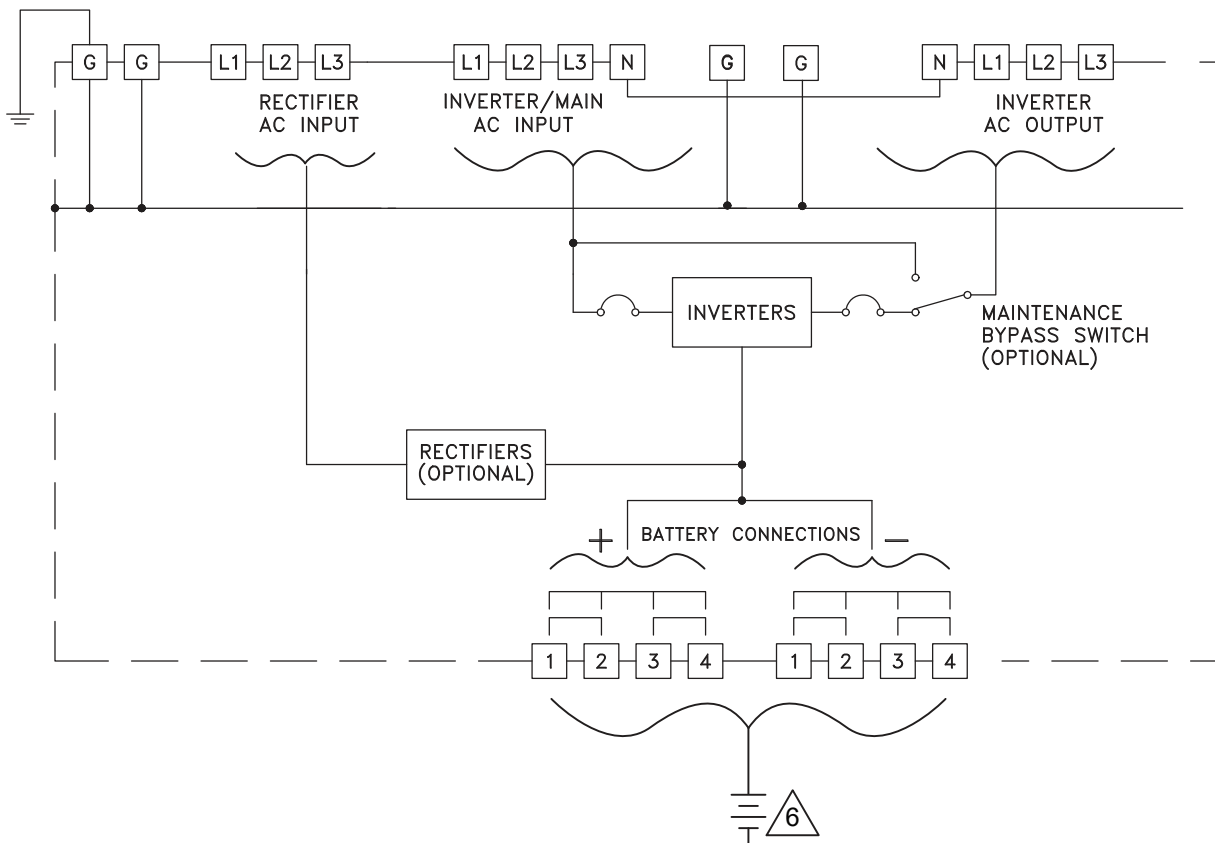 G G L1 L2 L3 L1 L2 L3 N G G N L1 L2 L3
RECTIFIER
AC INPUT
INVERTER/MAIN
AC INPUT
INVERTER
AC OUTPUT
INVERTERS
MAINTENANCE
BYPASS SWITCH
(OPTIONAL)
RECTIFIERS
(OPTIONAL)
+ BATTERY CONNECTIONS −
1 2 3 4 1 2 3 4
6